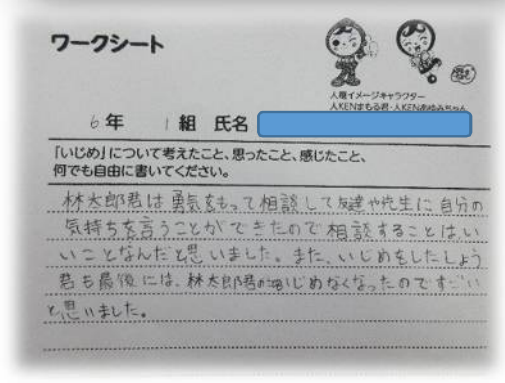 ワークシート
人権イメージキャラクター
人KENまもる君・人KENあゆみちゃん
6年 1組 氏名
「いじめ」について考えたこと、思ったこと、感じたこと、
何でも自由に書いてください。
林太郎君は勇気をもって相談して友達や先生に自分の
気持ちを言うことができたので相談することはい
いことなんだと思いました。また、いじめをしたしょう
君も最後には、林太郎君をいじめなくなったのですごい
と思いました。